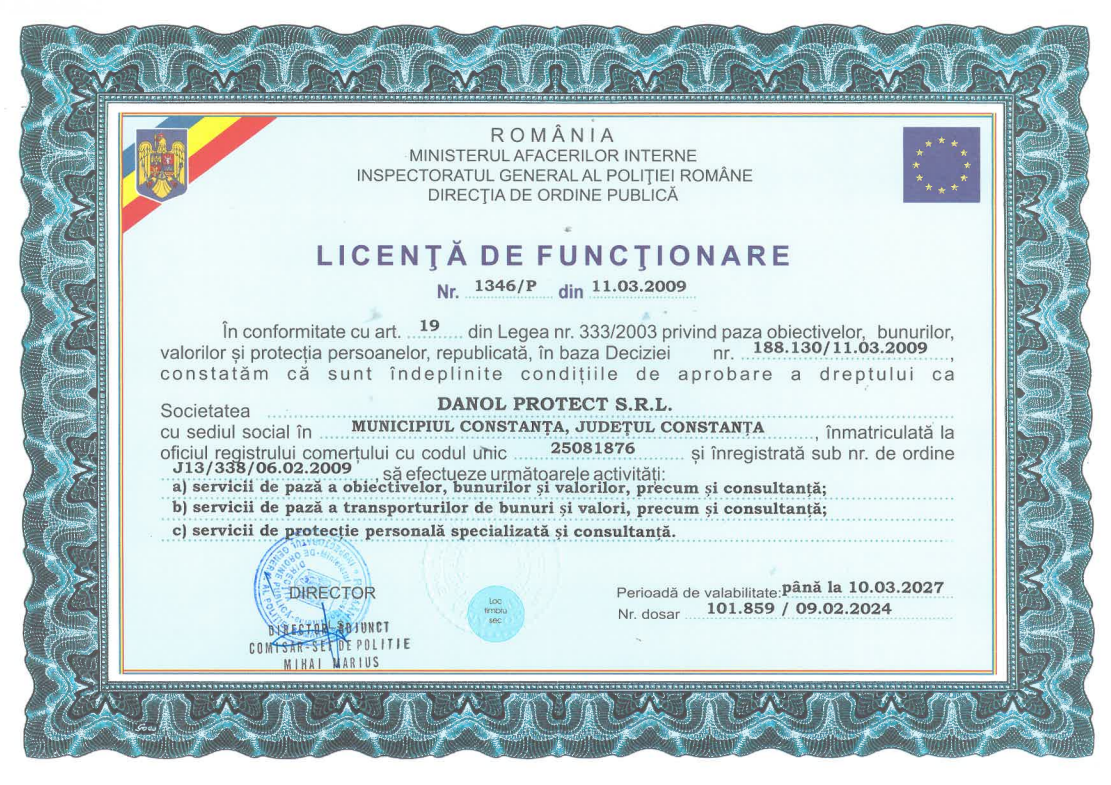 ROMÂNIA
MINISTERUL AFACERILOR INTERNE
INSPECTORATUL GENERAL AL POLIŢIEI ROMÂNE
DIRECŢIA DE ORDINE PUBLICĂ
LICENŢĂ DE FUNCŢIONARE
Nr. 1346/P din 11.03.2009
În conformitate cu art. 19 din Legea nr. 333/2003 privind paza obiectivelor, bunurilor,
valorilor și protecția persoanelor, republicată, în baza Deciziei nr. 188.130/11.03.2009,
constatăm că sunt îndeplinite condițiile de aprobare a dreptului ca
Societatea DANOL PROTECT S.R.L.
cu sediul social în MUNICIPIUL CONSTANȚA, JUDEȚUL CONSTANȚA, înmatriculată la
oficiul registrului comerțului cu codul unic 25081876 și înregistrată sub nr. de ordine
J13/338/06.02.2009, să efectueze următoarele activități:
a) servicii de pază a obiectivelor, bunurilor și valorilor, precum și consultanță;
b) servicii de pază a transporturilor de bunuri și valori, precum și consultanță;
c) servicii de protecție personală specializată și consultanță.
DIRECTOR
DIRECTOR ADJUNCT
COMISAR-ȘEF DE POLITIE
MIHAI MARIUS
Loc
timbru
sec
Perioadă de valabilitate: până la 10.03.2027
Nr. dosar 101.859 / 09.02.2024